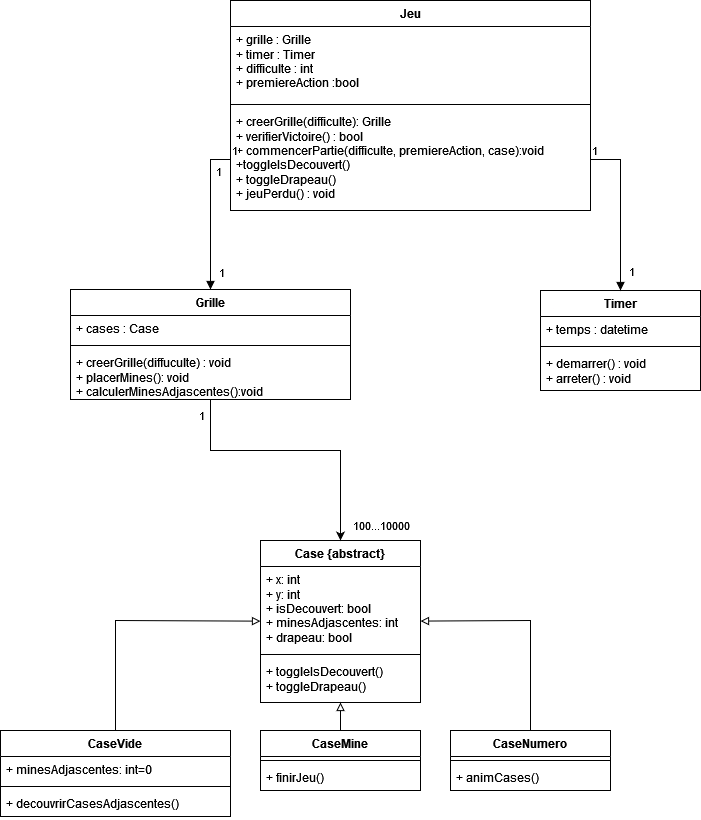 Jeu
+ grille : Grille
+ timer : Timer
+ difficulte : int
+ premiereAction :bool
+ creerGrille(difficulte): Grille
+ verifierVictoire() : bool
+ commencerPartie(difficulte, premiereAction, case):void
+toggleIsDecouvert()
+ toggleDrapeau()
+ jeuPerdu() : void
1
1
1
1
1
Grille
+ cases : Case
+ creerGrille(diffuculte) : void
+ placerMines(): void
+ calculerMinesAdjascentes():void
Timer
+ temps : datetime
+ demarrer() : void
+ arreter() : void
1
100...10000
Case {abstract}
+ x: int
+ y: int
+ isDecouvert: bool
+ minesAdjascentes: int
+ drapeau: bool
+ toggleIsDecouvert()
+ toggleDrapeau()
CaseVide
+ minesAdjascentes: int=0
+ decouvrirCasesAdjascentes()
CaseMine
+ finirJeu()
CaseNumero
+ animCases()